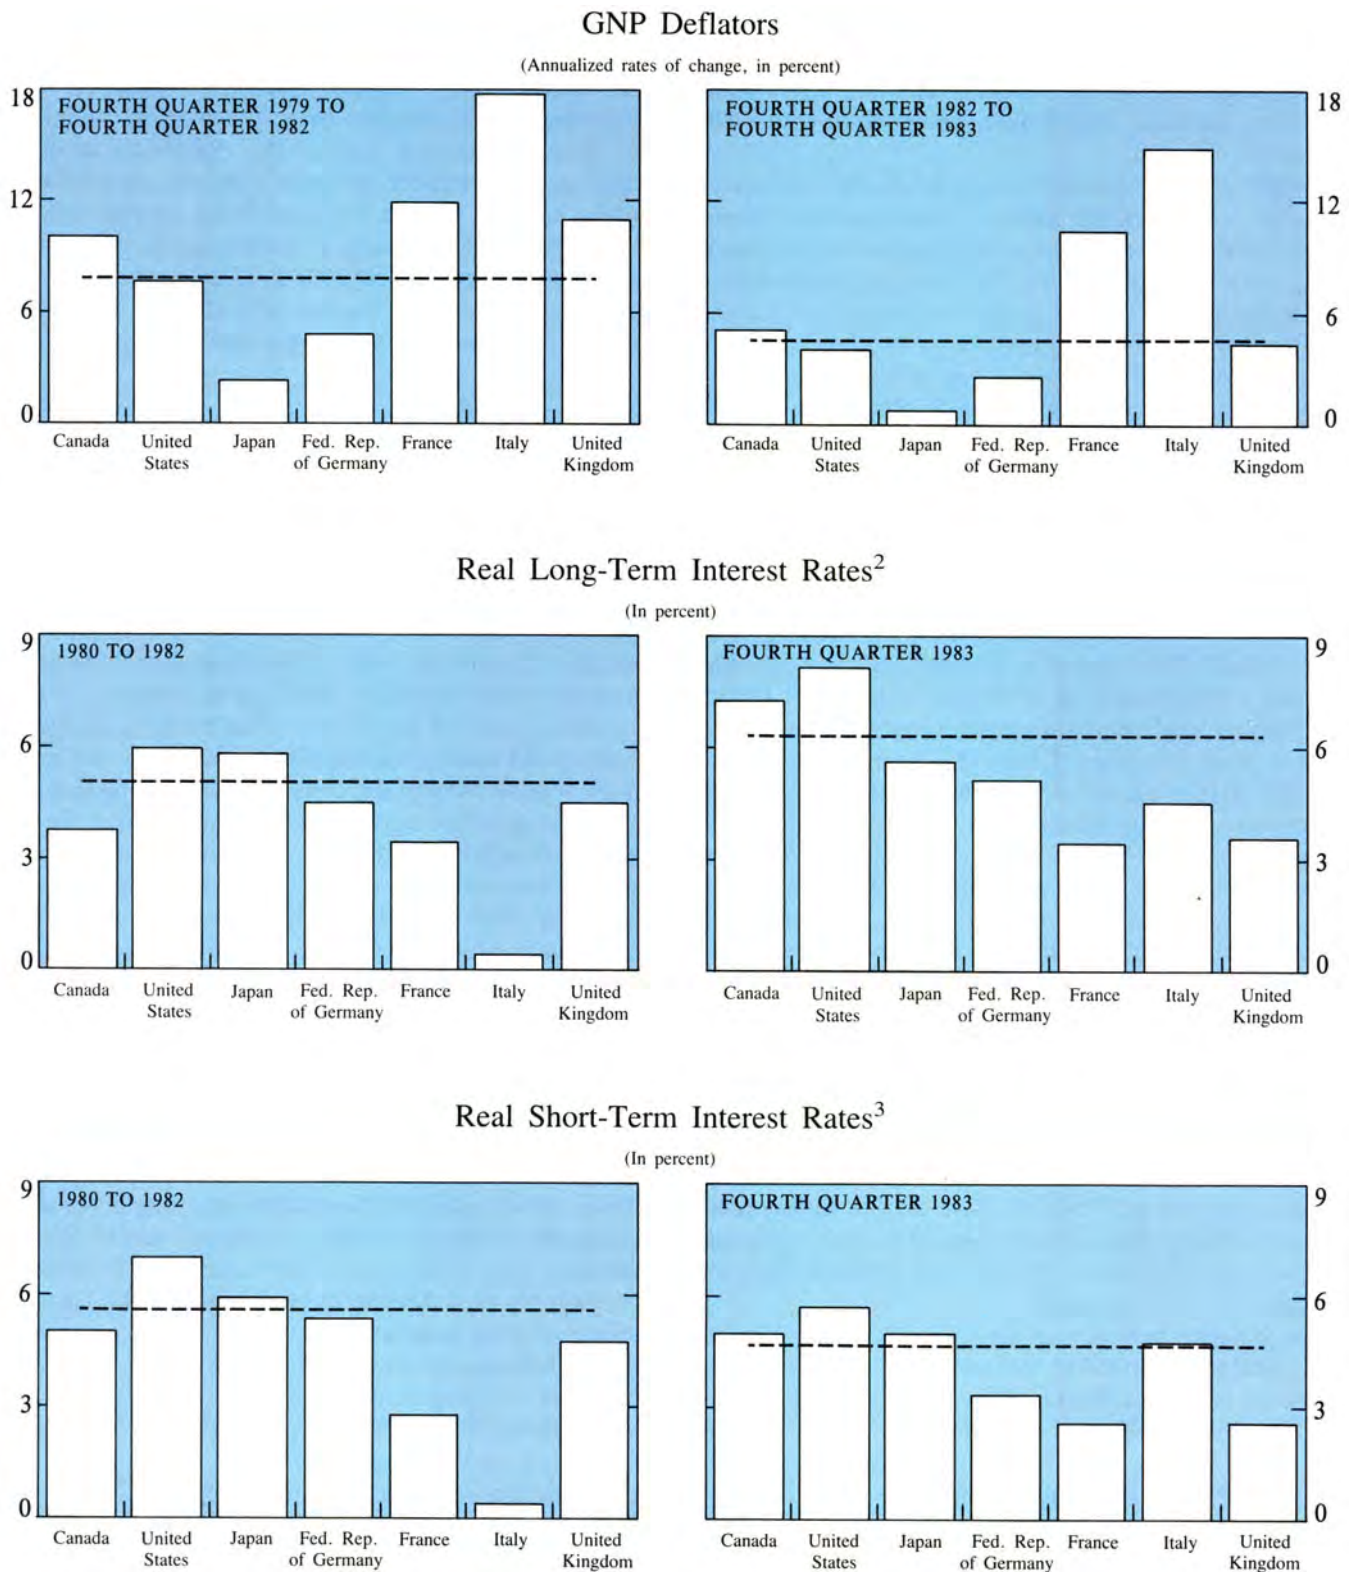 GNP Deflators
(Annualized rates of change, in percent)
FOURTH QUARTER 1979 TO
FOURTH QUARTER 1982
18
12
6
0
Canada
United
States
Japan
Fed. Rep.
of Germany
France
Italy
United
Kingdom
FOURTH QUARTER 1982 TO
FOURTH QUARTER 1983
18
12
6
0
Canada
United
States
Japan
Fed. Rep.
of Germany
France
Italy
United
Kingdom
Real Long-Term Interest Rates²
(In percent)
1980 TO 1982
9
6
3
0
Canada
United
States
Japan
Fed. Rep.
of Germany
France
Italy
United
Kingdom
FOURTH QUARTER 1983
9
6
3
0
Canada
United
States
Japan
Fed. Rep.
of Germany
France
Italy
United
Kingdom
Real Short-Term Interest Rates³
(In percent)
1980 TO 1982
9
6
3
0
Canada
United
States
Japan
Fed. Rep.
of Germany
France
Italy
United
Kingdom
FOURTH QUARTER 1983
9
6
3
0
Canada
United
States
Japan
Fed. Rep.
of Germany
France
Italy
United
Kingdom